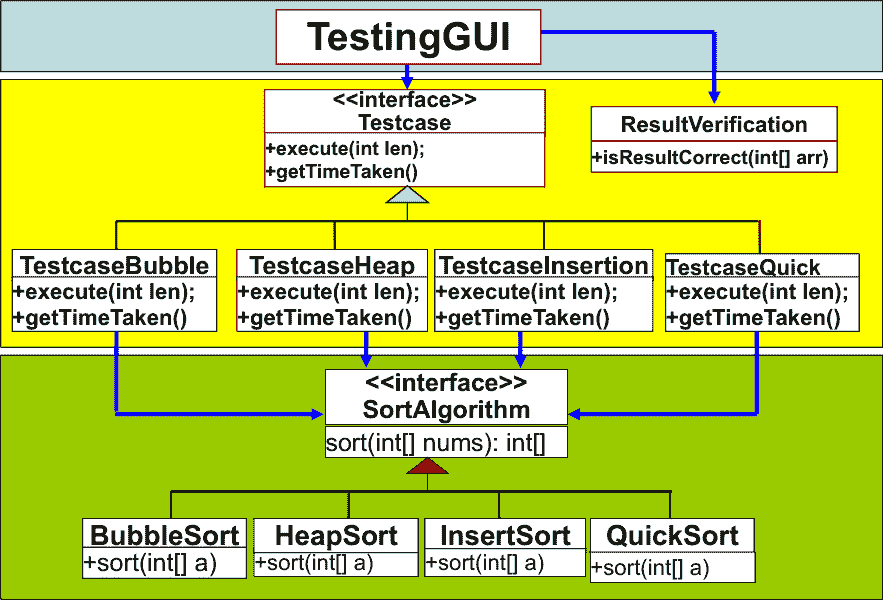 TestingGUI
<<interface>>
Testcase
+execute(int len);
+getTimeTaken()
ResultVerification
+isResultCorrect(int[] arr)
TestcaseBubble
+execute(int len);
+getTimeTaken()
TestcaseHeap
+execute(int len);
+getTimeTaken()
TestcaseInsertion
+execute(int len);
+getTimeTaken()
TestcaseQuick
+execute(int len);
+getTimeTaken()
<<interface>>
SortAlgorithm
sort(int[] nums): int[]
BubbleSort
+sort(int[] a)
HeapSort
+sort(int[] a)
InsertSort
+sort(int[] a)
QuickSort
+sort(int[] a)